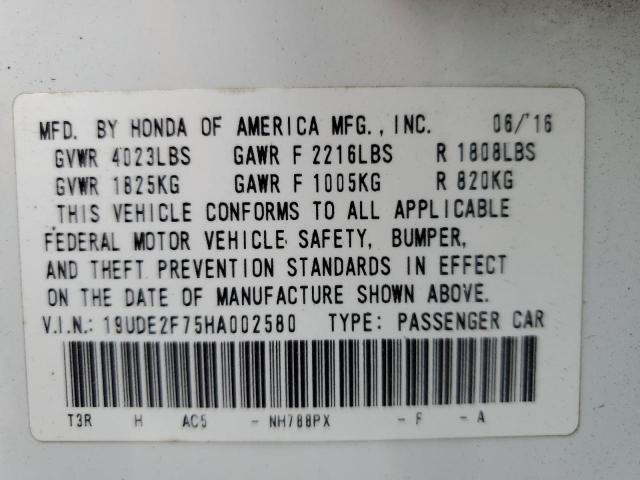 MFD. BY HONDA OF AMERICA MFG., INC. 06/'16
GVWR 4023LBS GAWR F 2216LBS R 1808LBS
GVWR 1825KG GAWR F 1005KG R 820KG
THIS VEHICLE CONFORMS TO ALL APPLICABLE
FEDERAL MOTOR VEHICLE SAFETY, BUMPER,
AND THEFT PREVENTION STANDARDS IN EFFECT
ON THE DATE OF MANUFACTURE SHOWN ABOVE.
V.I.N.: 19UDE2F75HA002580 TYPE: PASSENGER CAR
T3R H AC5 - NH788PX - F - A